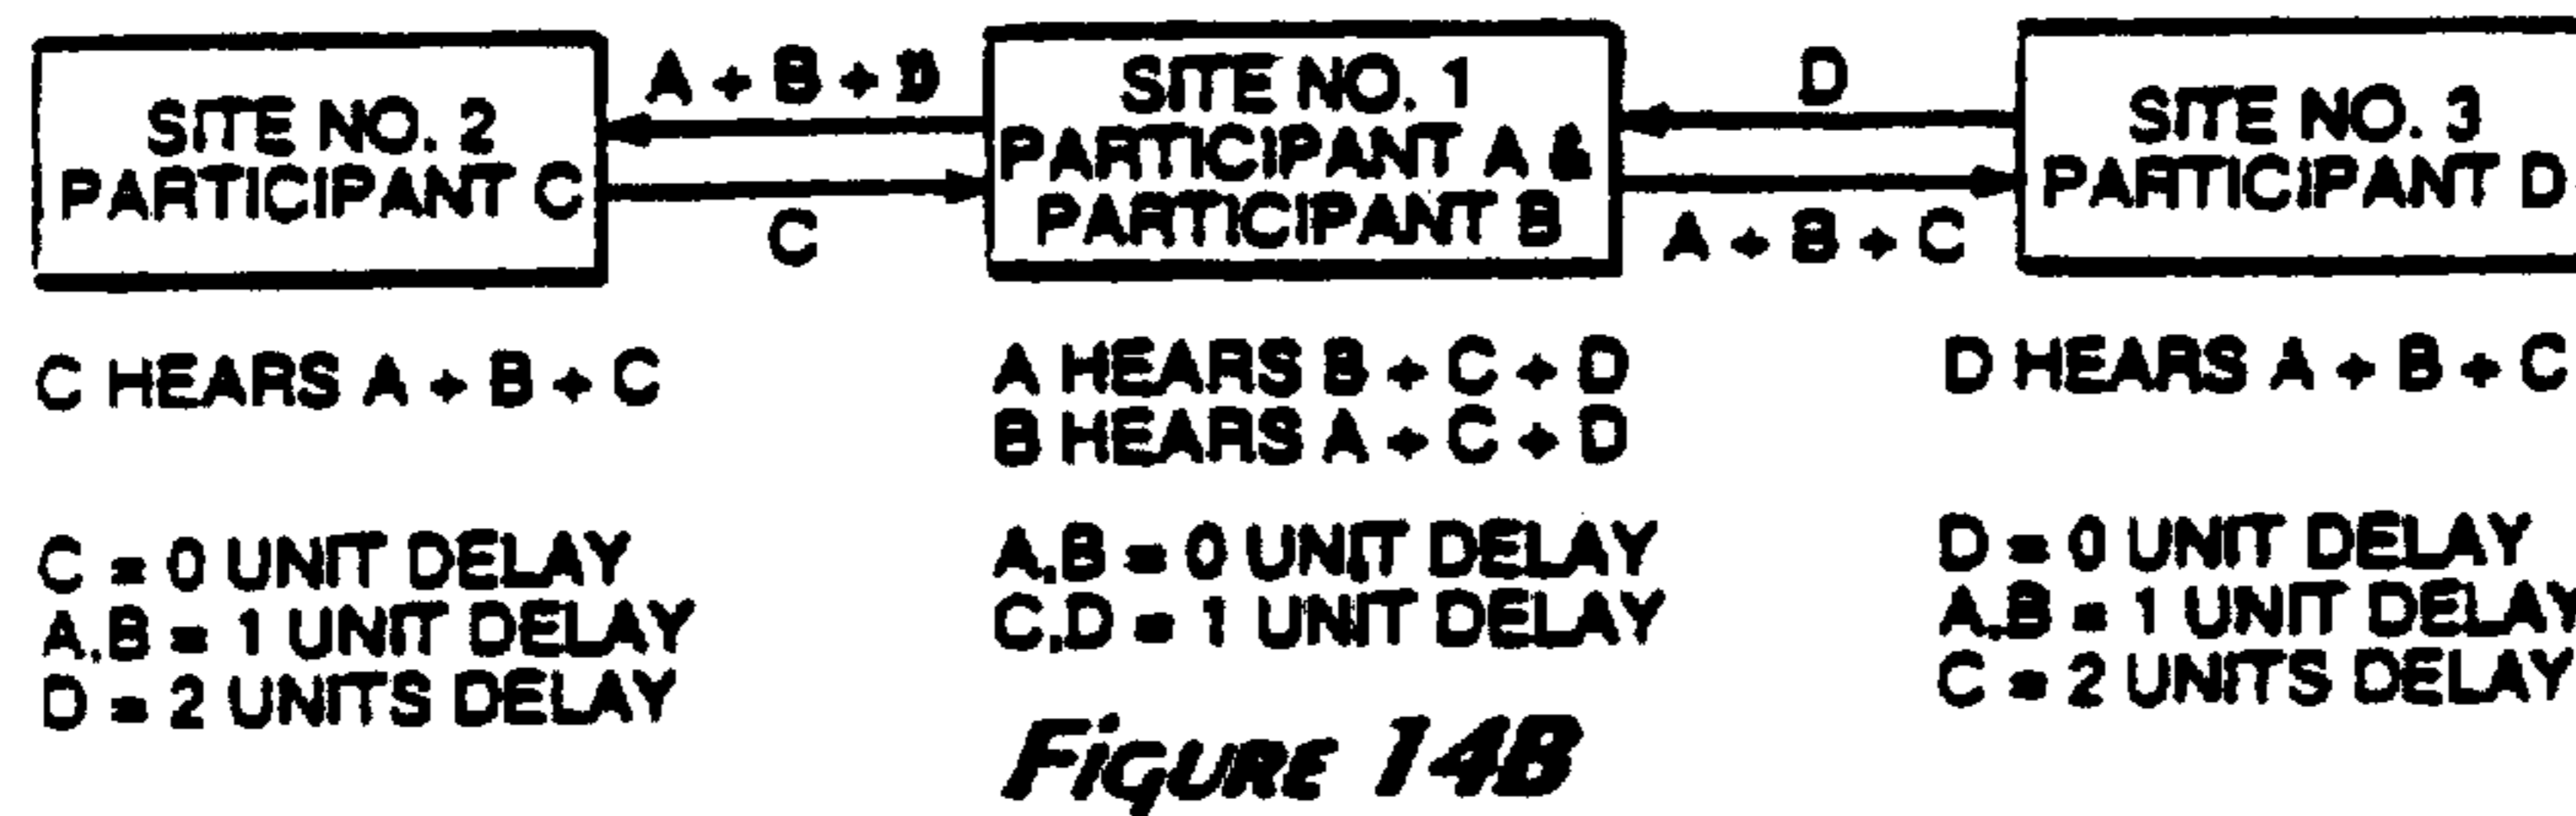 A + B + D
SITE NO. 2
PARTICIPANT C
C
SITE NO. 1
PARTICIPANT A &
PARTICIPANT B
D
A + B + C
SITE NO. 3
PARTICIPANT D
C HEARS A + B + C
A HEARS B + C + D
B HEARS A + C + D
D HEARS A + B + C
C = 0 UNIT DELAY
A,B = 1 UNIT DELAY
D = 2 UNITS DELAY
A,B = 0 UNIT DELAY
C,D = 1 UNIT DELAY
D = 0 UNIT DELAY
A,B = 1 UNIT DELAY
C = 2 UNITS DELAY
FIGURE 14B